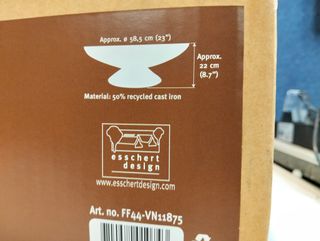 Approx. ø 58,5 cm (23")
Approx.
22 cm
(8.7")
Material: 50% recycled cast iron
esschert
design
www.esschertdesign.com
Art. no. FF44-VN11875